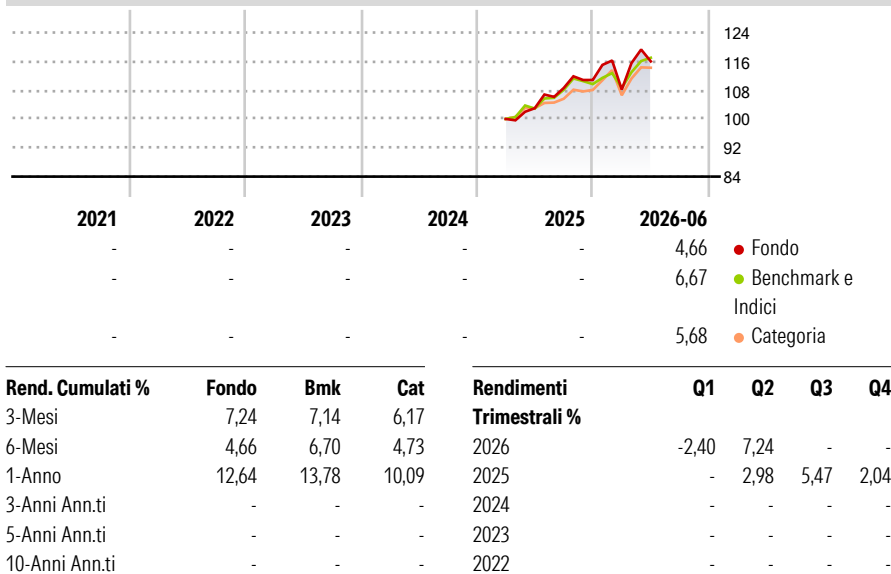 124
116
108
100
92
84
2021 2022 2023 2024 2025 2026-06
- - - - - 4,66 Fondo
- - - - - 6,67 Benchmark e
Indici
- - - - - 5,68 Categoria
Rend. Cumulati % Fondo Bmk Cat
3-Mesi 7,24 7,14 6,17
6-Mesi 4,66 6,70 4,73
1-Anno 12,64 13,78 10,09
3-Anni Ann.ti - - -
5-Anni Ann.ti - - -
10-Anni Ann.ti - - -
Rendimenti Q1 Q2 Q3 Q4
Trimestrali %
2026 -2,40 7,24 - -
2025 - 2,98 5,47 2,04
2024 - - - -
2023 - - - -
2022 - - - -